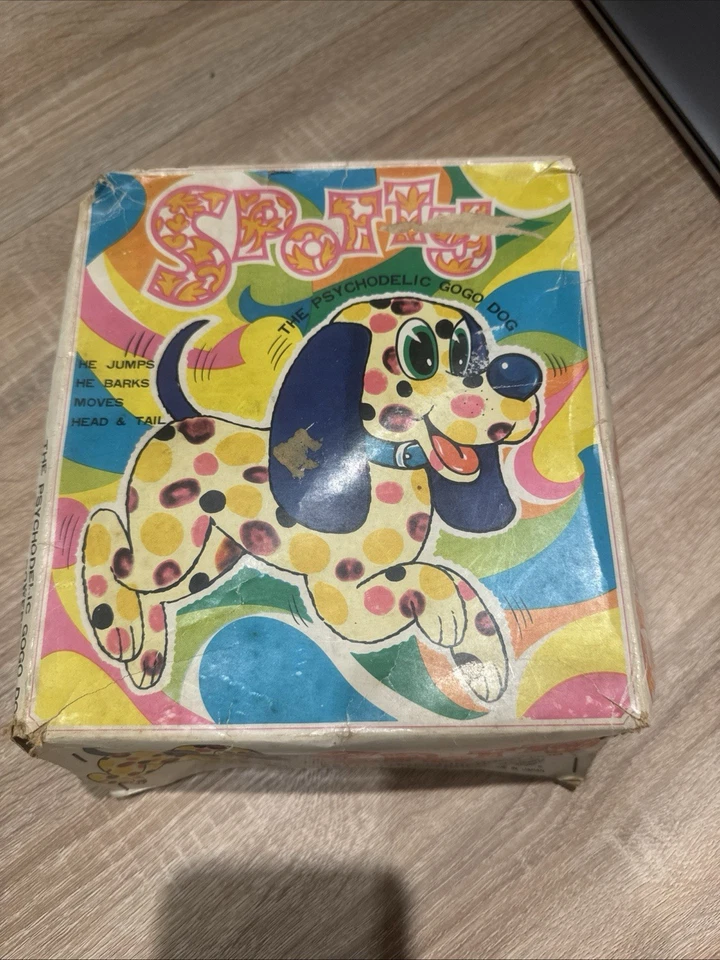 SPOTTY
THE PSYCHODELIC GOGO DOG
HE JUMPS
HE BARKS
MOVES
HEAD & TAIL
THE PSYCHODELIC GOGO